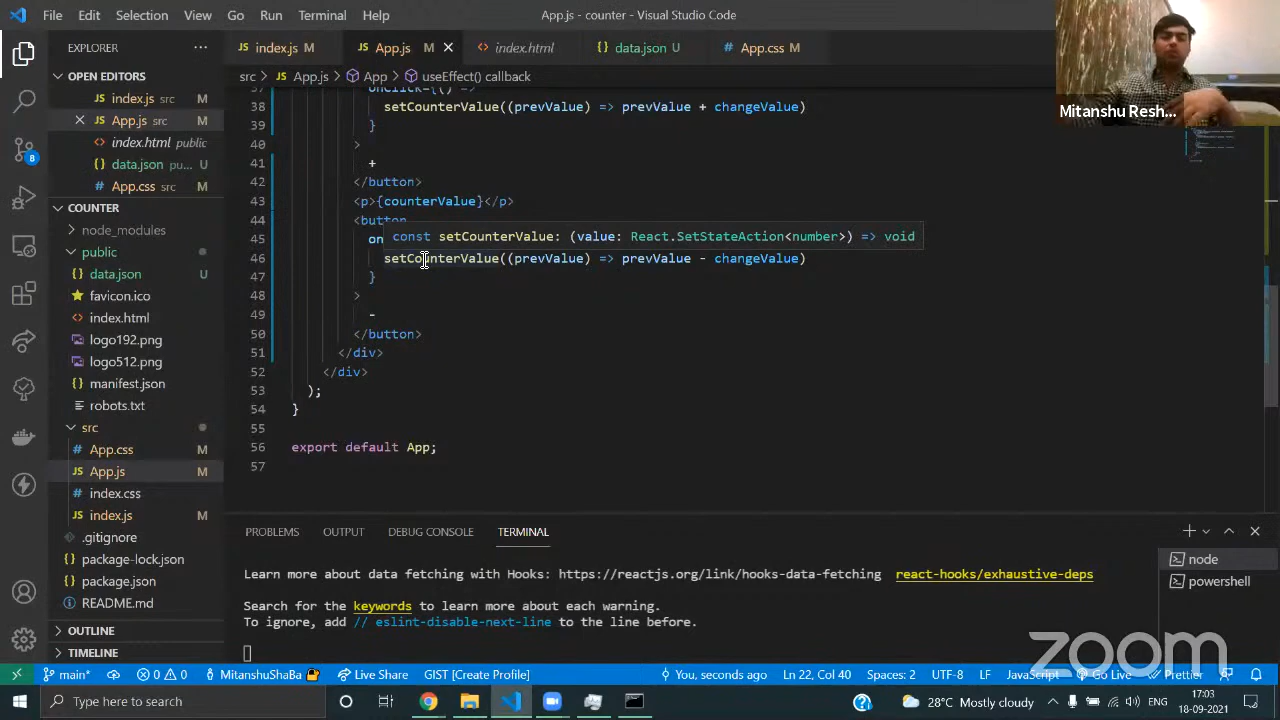 File Edit Selection View Go Run Terminal Help
App.js - counter - Visual Studio Code
EXPLORER
index.js M
App.js M
index.html
data.json U
App.css M
OPEN EDITORS
index.js src M
App.js src M
index.html public
data.json pu... U
App.css src M
COUNTER
node_modules
public
data.json U
favicon.ico
index.html
logo192.png
logo512.png
manifest.json
robots.txt
src
App.css M
App.js M
index.css
index.js M
.gitignore
package-lock.json
package.json
README.md
OUTLINE
TIMELINE
8
src > App.js > App > useEffect() callback
37 onClick={() =>
38 setCounterValue((prevValue) => prevValue + changeValue)
39 }
40 >
41 +
42 </button>
43 <p>{counterValue}</p>
44 <button
const setCounterValue: (value: React.SetStateAction<number>) => void
45 on
46 setCounterValue((prevValue) => prevValue - changeValue)
47 }
48 >
49 -
50 </button>
51 </div>
52 </div>
53 );
54 }
55
56 export default App;
57
Mitanshu Resh...
PROBLEMS OUTPUT DEBUG CONSOLE TERMINAL
Learn more about data fetching with hooks: https://reactjs.org/link/hooks-data-fetching react-hooks/exhaustive-deps
Search for the keywords to learn more about each warning.
To ignore, add // eslint-disable-next-line to the line before.
node
powershell
zoom
main* 0 0 MitanshuShaBa Live Share GIST [Create Profile] You, seconds ago Ln 22, Col 40 Spaces: 2 UTF-8 LF JavaScript Go Live Prettier
Type here to search
28°C Mostly cloudy ENG
17:03
18-09-2021